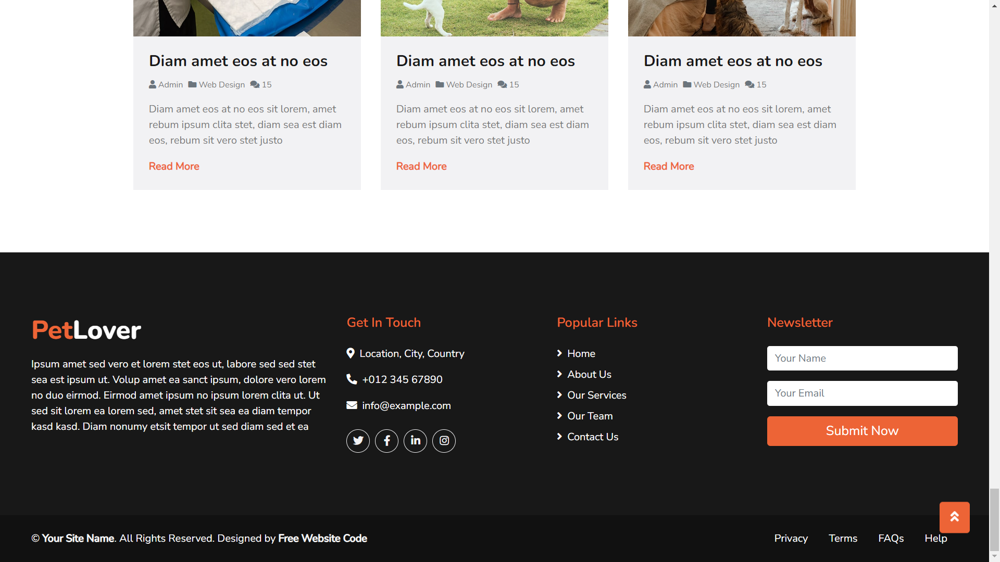 Diam amet eos at no eos
Admin Web Design 15
Diam amet eos at no eos sit lorem, amet
rebum ipsum clita stet, diam sea est diam
eos, rebum sit vero stet justo
Read More
Diam amet eos at no eos
Admin Web Design 15
Diam amet eos at no eos sit lorem, amet
rebum ipsum clita stet, diam sea est diam
eos, rebum sit vero stet justo
Read More
Diam amet eos at no eos
Admin Web Design 15
Diam amet eos at no eos sit lorem, amet
rebum ipsum clita stet, diam sea est diam
eos, rebum sit vero stet justo
Read More
PetLover
Ipsum amet sed vero et lorem stet eos ut, labore sed sed stet
sea est ipsum ut. Volup amet ea sanct ipsum, dolore vero lorem
no duo eirmod. Eirmod amet ipsum no ipsum lorem clita ut. Ut
sed sit lorem ea lorem sed, amet stet sit sea ea diam tempor
kasd kasd. Diam nonumy etsit tempor ut sed diam sed et ea
Get In Touch
Location, City, Country
+012 345 67890
info@example.com
Popular Links
Home
About Us
Our Services
Our Team
Contact Us
Newsletter
Your Name
Your Email
Submit Now
© Your Site Name. All Rights Reserved. Designed by Free Website Code
Privacy Terms FAQs Help